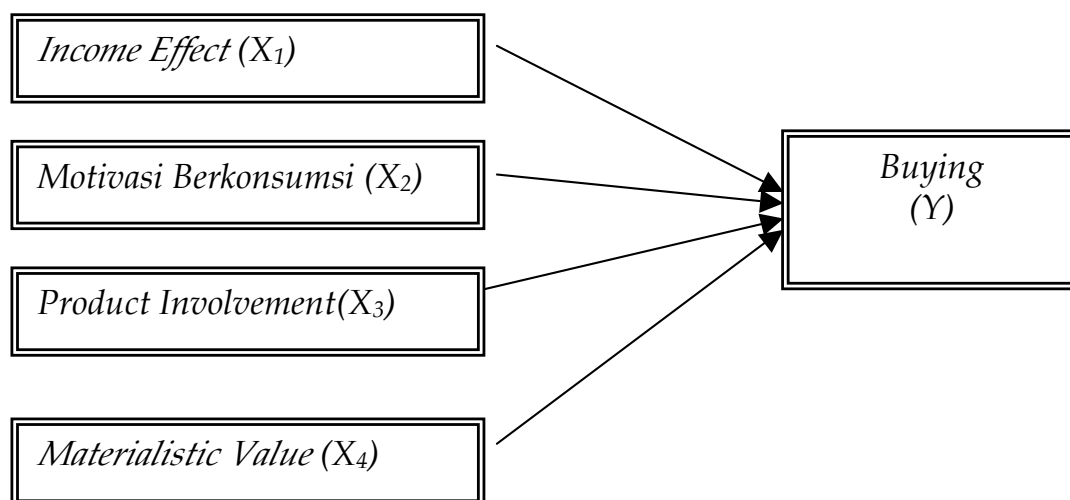 Income Effect (X₁)
Motivasi Berkonsumsi (X₂)
Product Involvement(X₃)
Materialistic Value (X₄)
Buying
(Y)